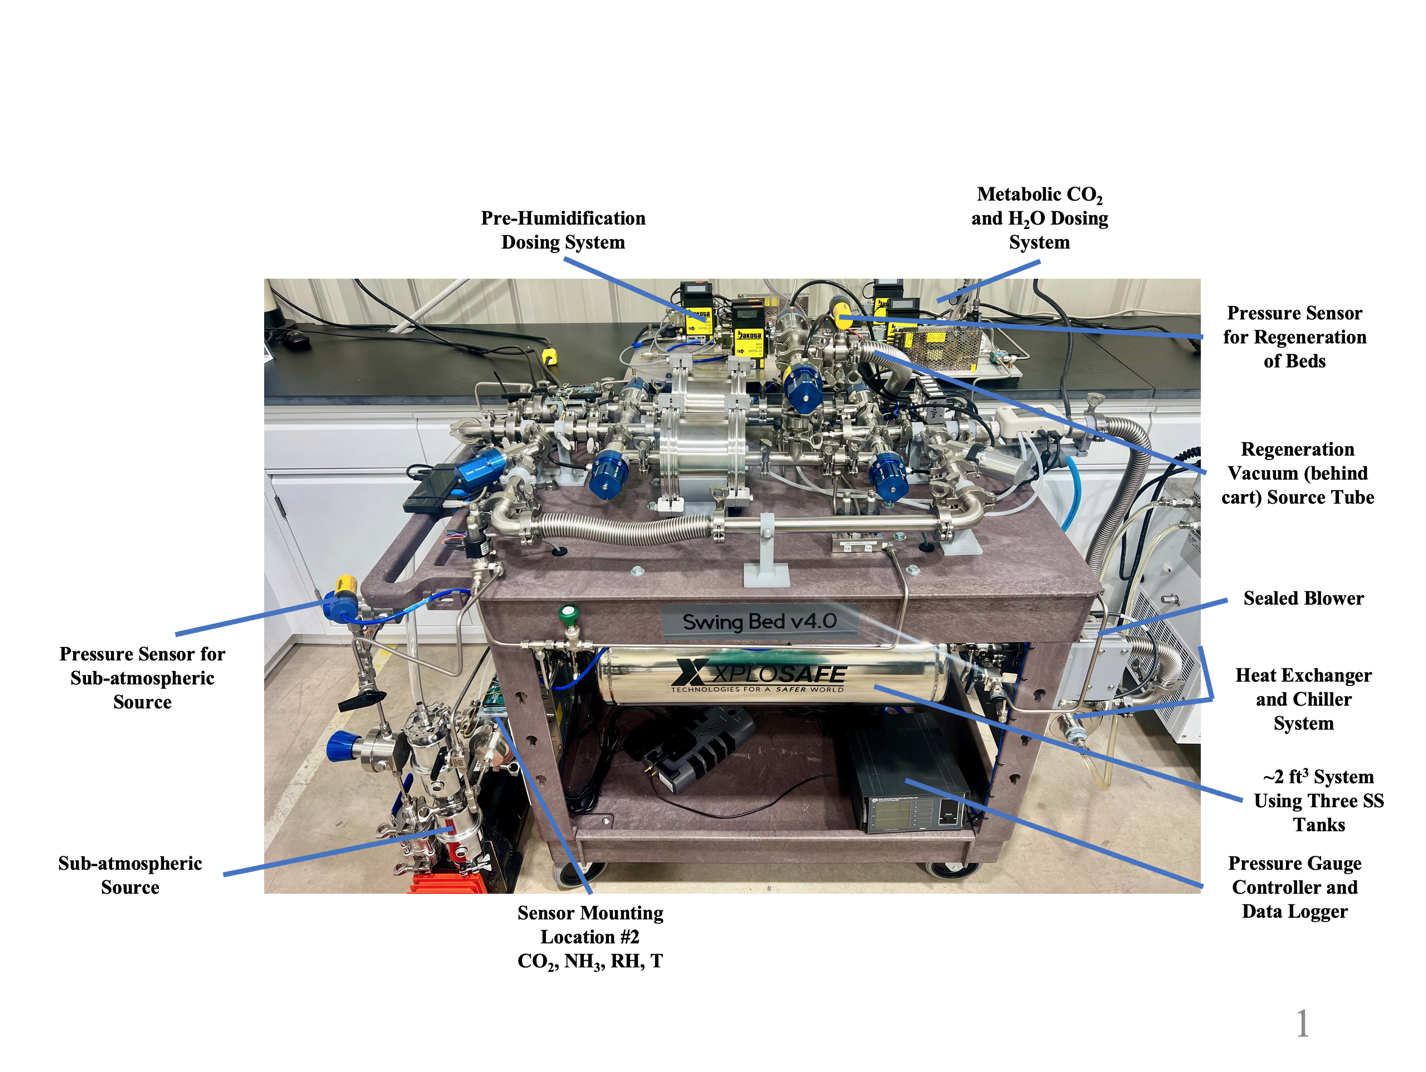 Metabolic CO₂
and H₂O Dosing
System
Pre-Humidification
Dosing System
Pressure Sensor
for Regeneration
of Beds
Regeneration
Vacuum (behind
cart) Source Tube
Sealed Blower
Heat Exchanger
and Chiller
System
~2 ft³ System
Using Three SS
Tanks
Pressure Gauge
Controller and
Data Logger
Pressure Sensor for
Sub-atmospheric
Source
Sub-atmospheric
Source
Sensor Mounting
Location #2
CO₂, NH₃, RH, T
Swing Bed v4.0
XPLOSAFE
TECHNOLOGIES FOR A SAFER WORLD
1